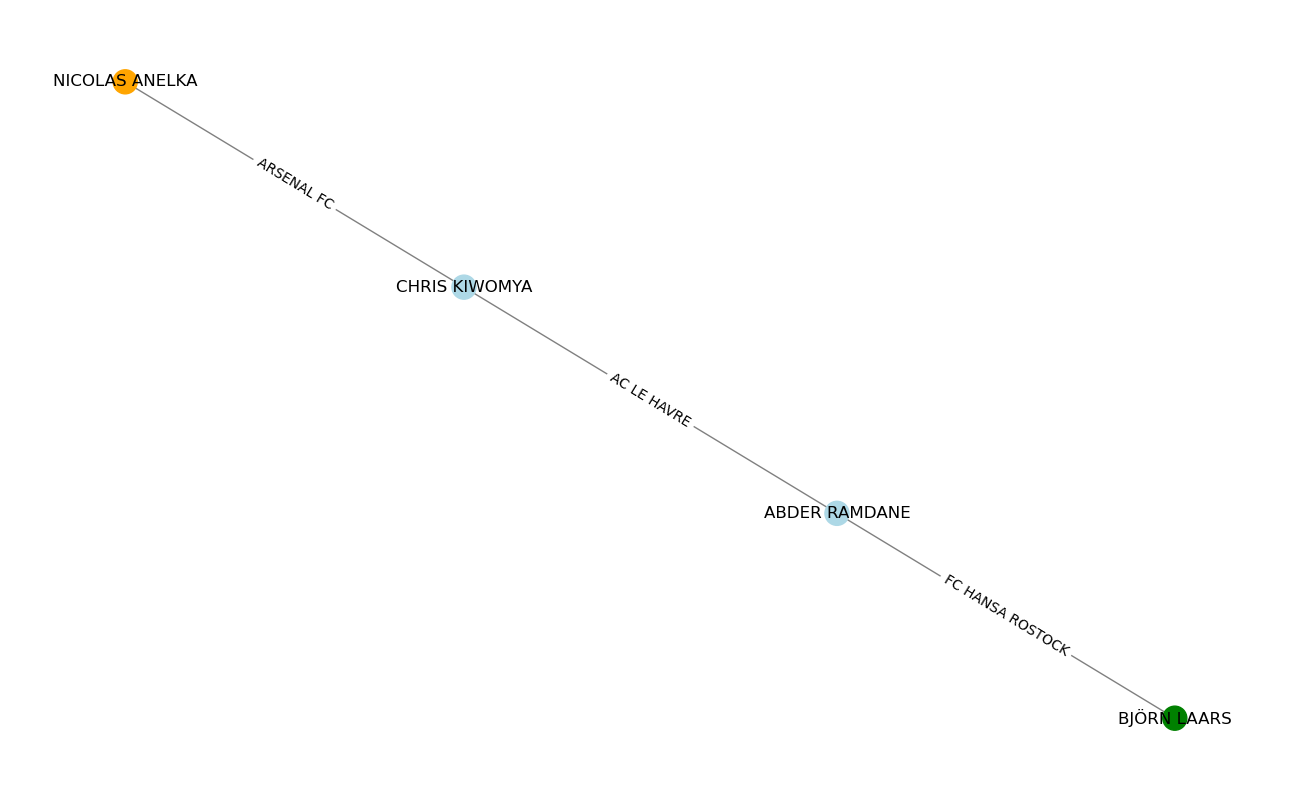 NICOLAS ANELKA
ARSENAL FC
CHRIS KIWOMYA
AC LE HAVRE
ABDER RAMDANE
FC HANSA ROSTOCK
BJÖRN LAARS